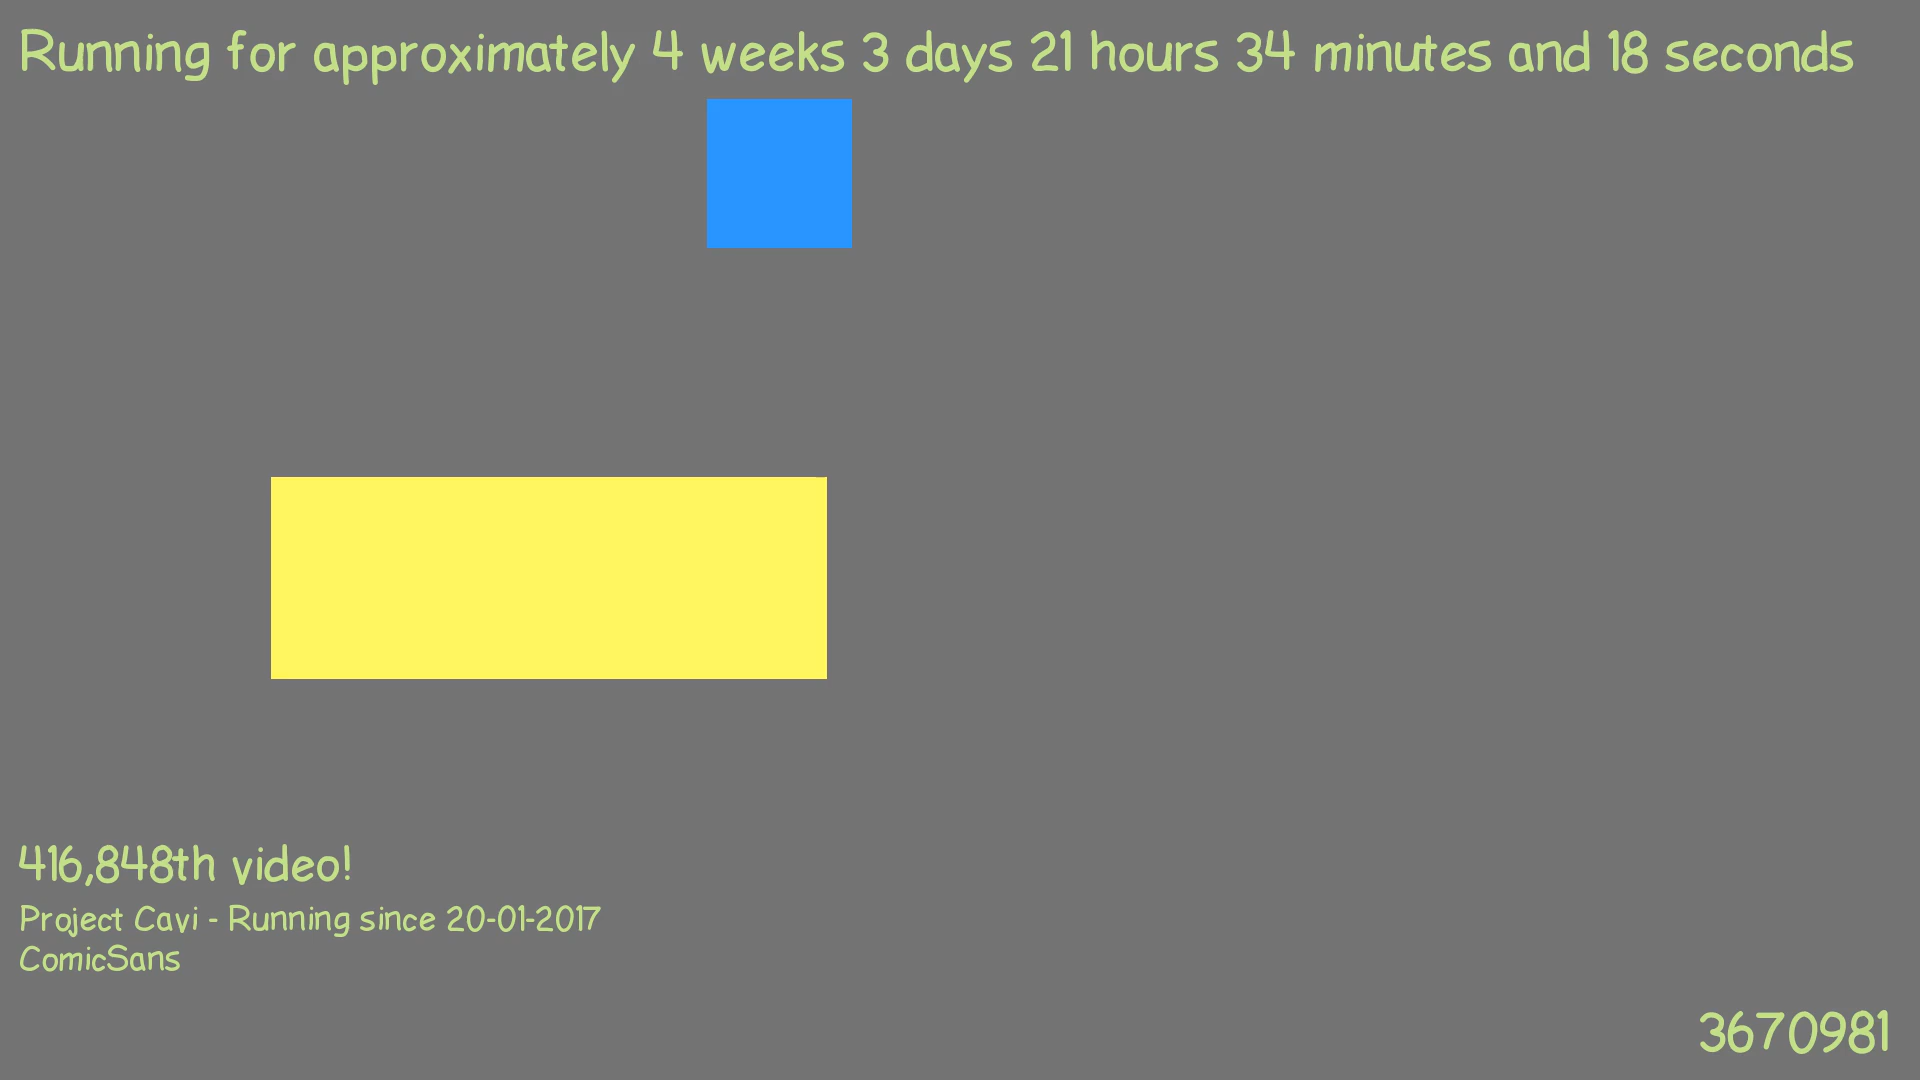 Running for approximately 4 weeks 3 days 21 hours 34 minutes and 18 seconds
416,848th video!
Project Cavi - Running since 20-01-2017
ComicSans
3670981